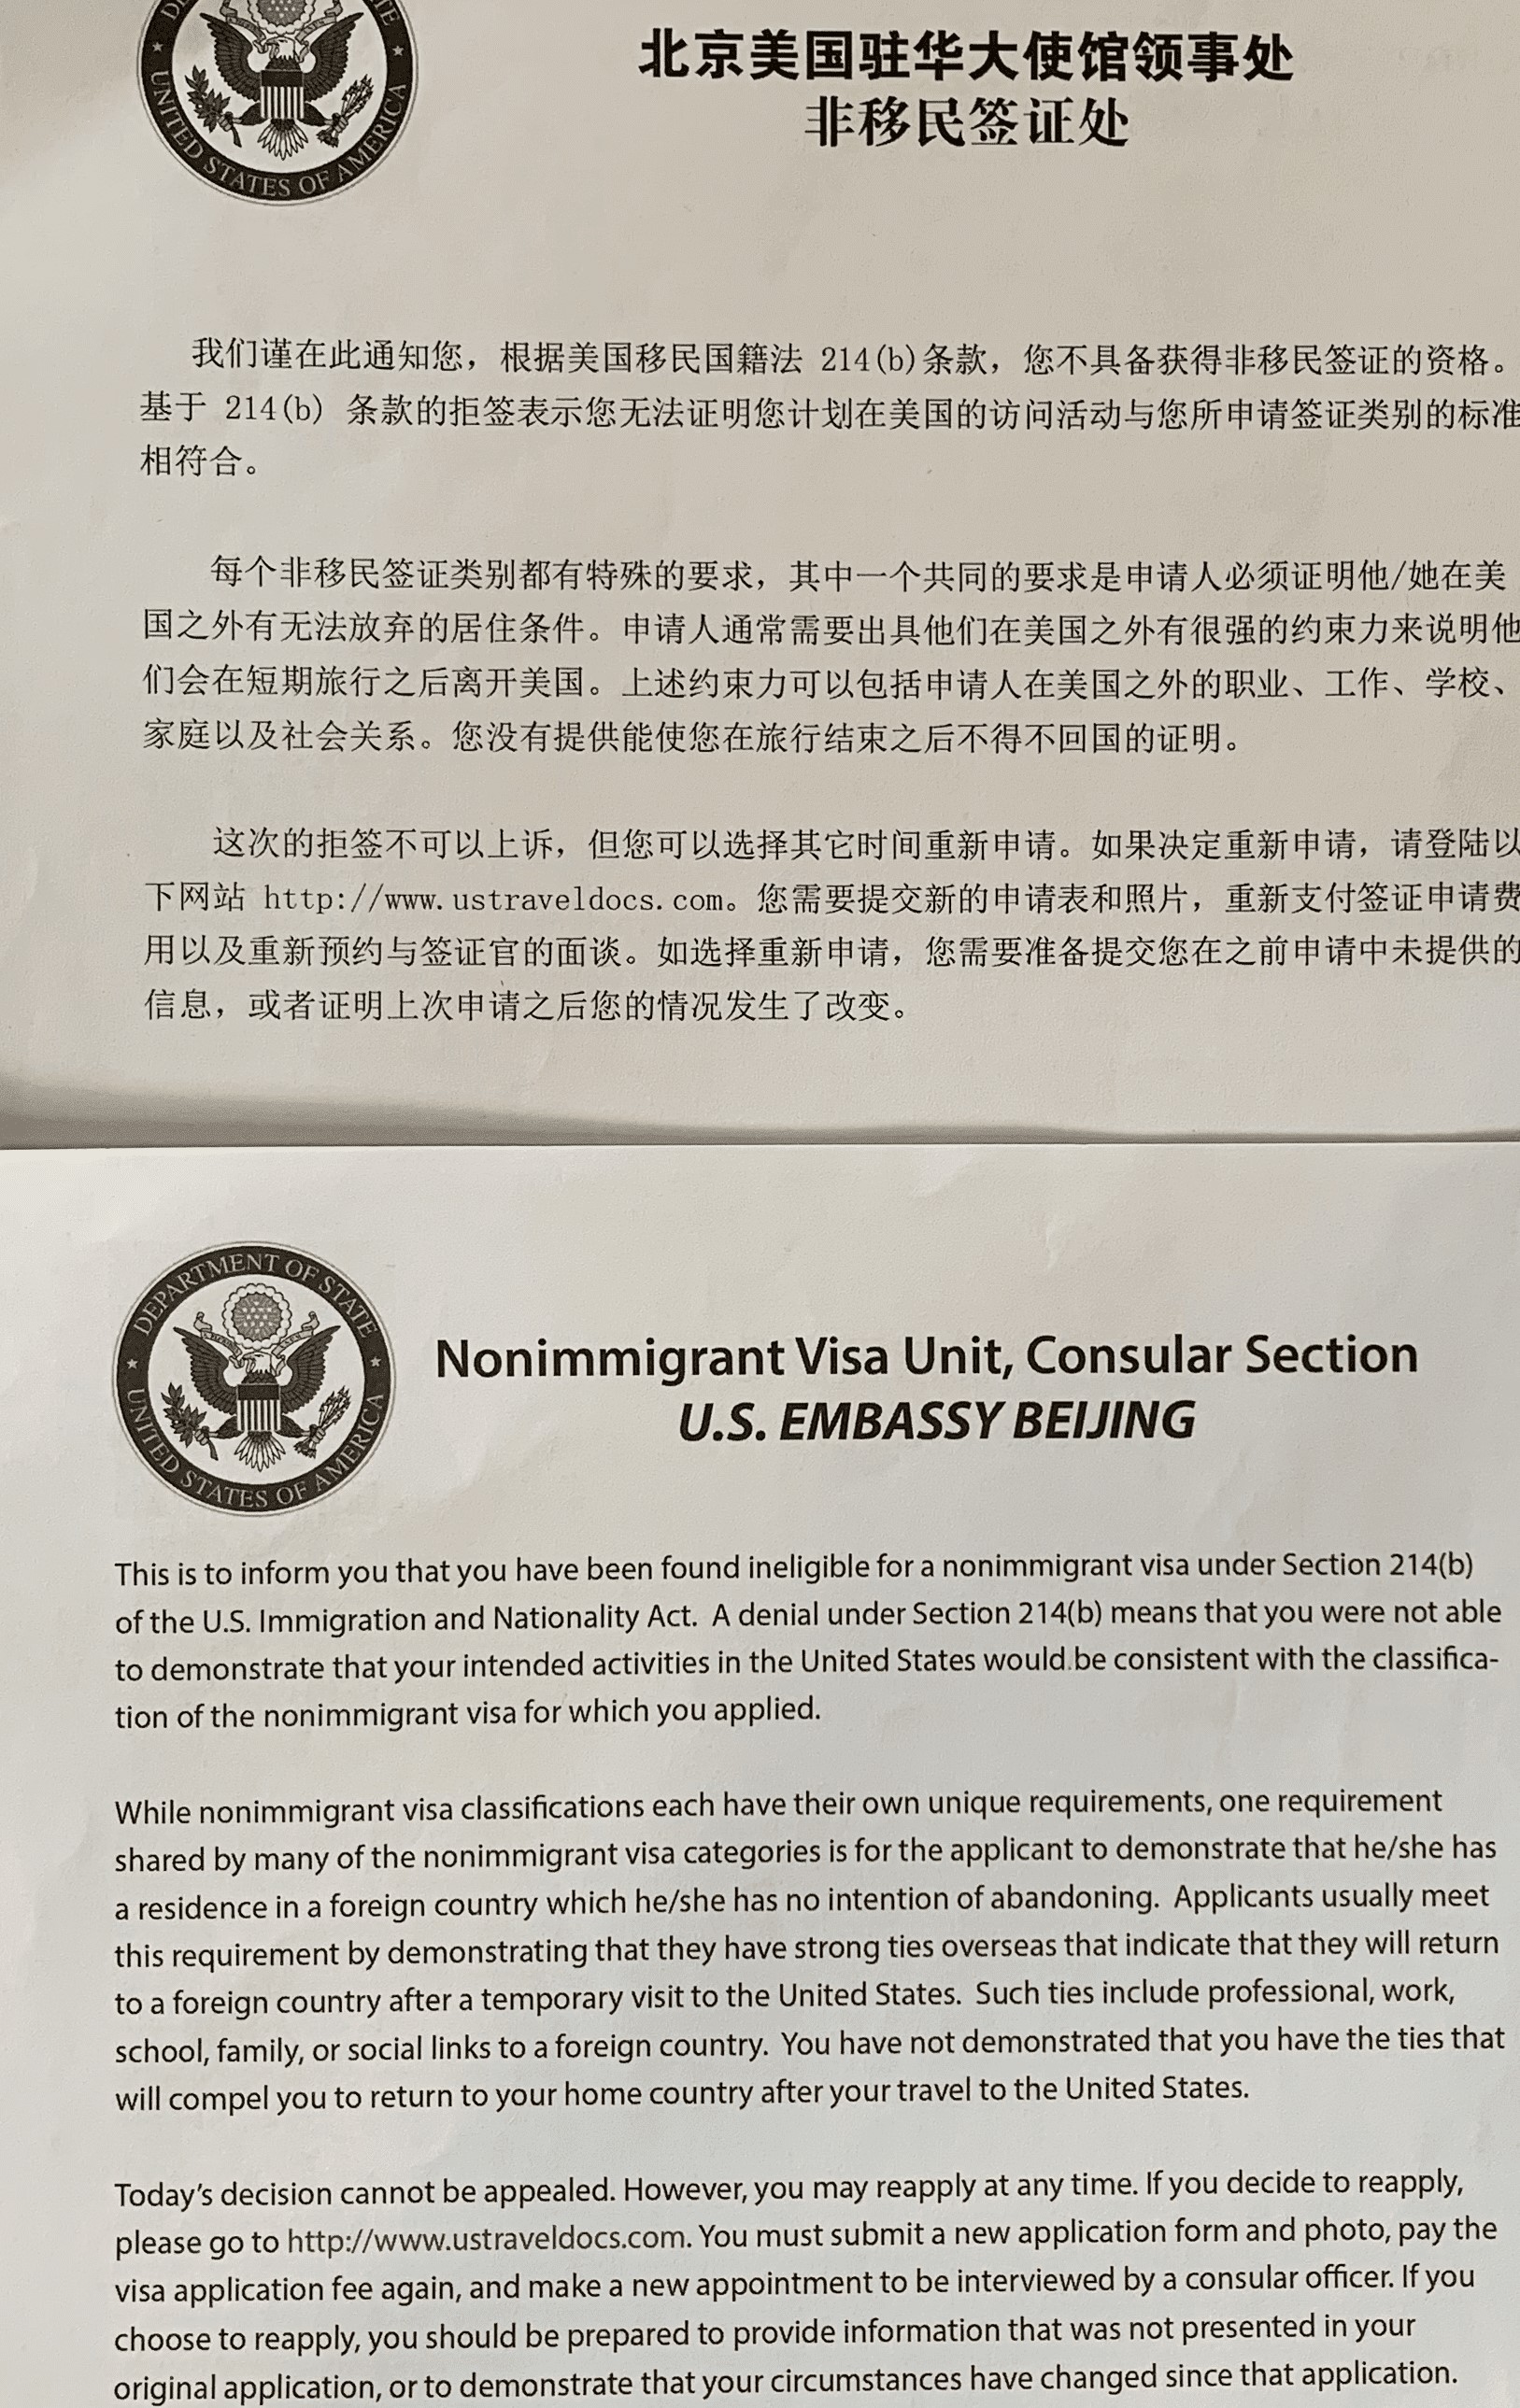 UNITED STATES OF AMERICA
北京美国驻华大使馆领事处
非移民签证处
我们谨在此通知您，根据美国移民国籍法 214(b)条款，您不具备获得非移民签证的资格。
基于 214(b) 条款的拒签表示您无法证明您计划在美国的访问活动与您所申请签证类别的标准
相符合。
每个非移民签证类别都有特殊的要求，其中一个共同的要求是申请人必须证明他/她在美
国之外有无法放弃的居住条件。申请人通常需要出具他们在美国之外有很强的约束力来说明他
们会在短期旅行之后离开美国。上述约束力可以包括申请人在美国之外的职业、工作、学校、
家庭以及社会关系。您没有提供能使您在旅行结束之后不得不回国的证明。
这次的拒签不可以上诉，但您可以选择其它时间重新申请。如果决定重新申请，请登陆以
下网站 http://www.ustraveldocs.com。您需要提交新的申请表和照片，重新支付签证申请费
用以及重新预约与签证官的面谈。如选择重新申请，您需要准备提交您在之前申请中未提供的
信息，或者证明上次申请之后您的情况发生了改变。
DEPARTMENT OF STATE
UNITED STATES OF AMERICA
Nonimmigrant Visa Unit, Consular Section
U.S. EMBASSY BEIJING
This is to inform you that you have been found ineligible for a nonimmigrant visa under Section 214(b)
of the U.S. Immigration and Nationality Act. A denial under Section 214(b) means that you were not able
to demonstrate that your intended activities in the United States would be consistent with the classifica-
tion of the nonimmigrant visa for which you applied.
While nonimmigrant visa classifications each have their own unique requirements, one requirement
shared by many of the nonimmigrant visa categories is for the applicant to demonstrate that he/she has
a residence in a foreign country which he/she has no intention of abandoning. Applicants usually meet
this requirement by demonstrating that they have strong ties overseas that indicate that they will return
to a foreign country after a temporary visit to the United States. Such ties include professional, work,
school, family, or social links to a foreign country. You have not demonstrated that you have the ties that
will compel you to return to your home country after your travel to the United States.
Today's decision cannot be appealed. However, you may reapply at any time. If you decide to reapply,
please go to http://www.ustraveldocs.com. You must submit a new application form and photo, pay the
visa application fee again, and make a new appointment to be interviewed by a consular officer. If you
choose to reapply, you should be prepared to provide information that was not presented in your
original application, or to demonstrate that your circumstances have changed since that application.